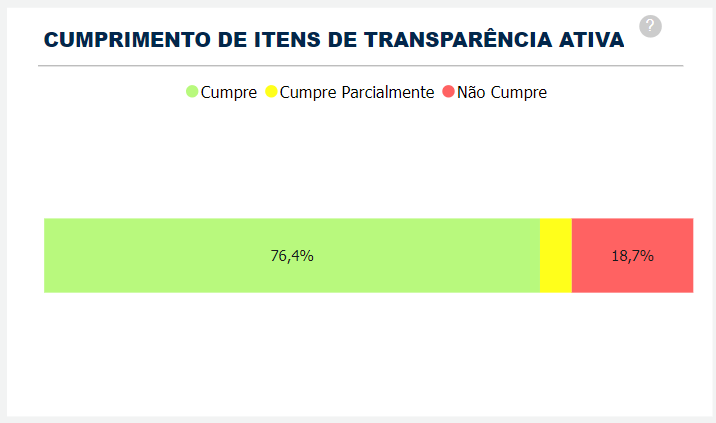 CUMPRIMENTO DE ITENS DE TRANSPARÊNCIA ATIVA ?
Cumpre Cumpre Parcialmente Não Cumpre
76,4% 18,7%